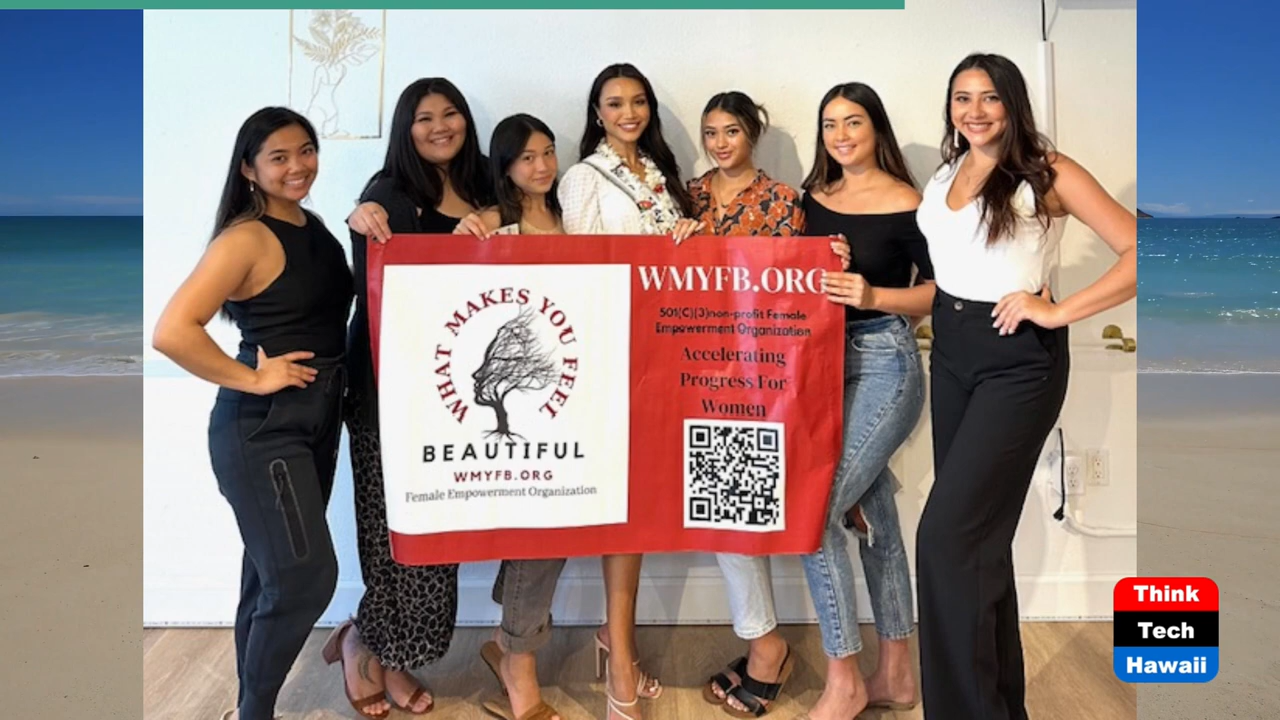 WHAT MAKES YOU FEEL
BEAUTIFUL
WMYFB.ORG
Female Empowerment Organization
WMYFB.ORG
501(C)(3)non-profit Female
Empowerment Organization
Accelerating
Progress For
Women
Think
Tech
Hawaii